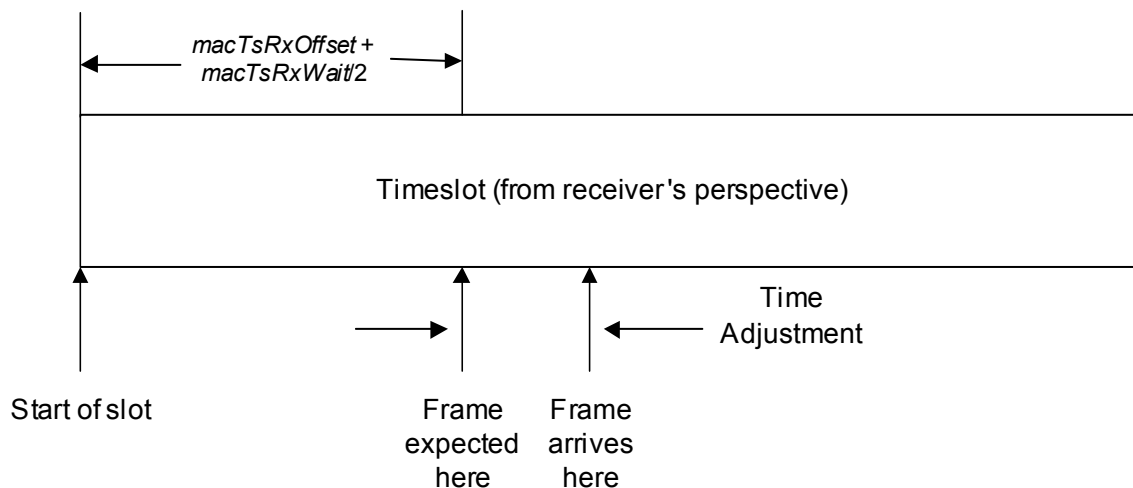 macTsRxOffset +
macTsRxWait/2
Timeslot (from receiver's perspective)
Time
Adjustment
Start of slot
Frame
expected
here
Frame
arrives
here